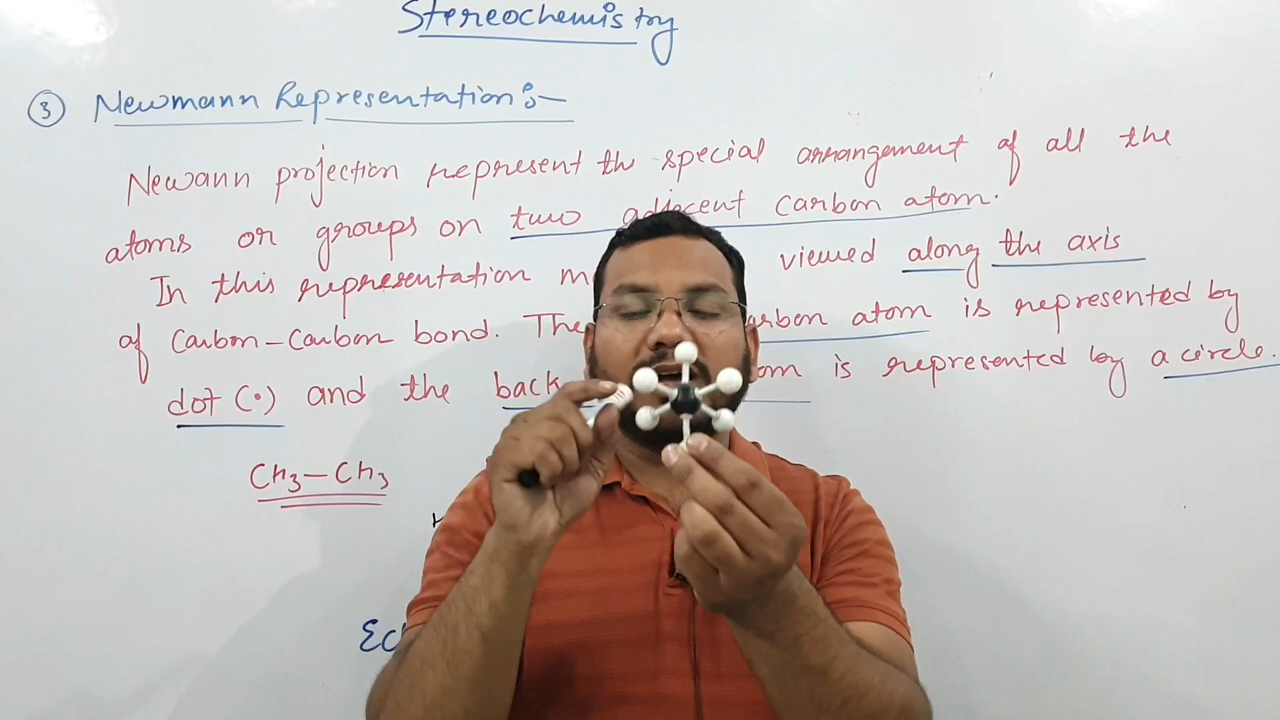 Stereochemistry
③ Newmann Representation:-
Newann projection represent the special arrangement of all the
atoms or groups on two adjecent carbon atom.
In this representation viewed along the axis
of Carbon-Carbon bond. The carbon atom is represented by
dot (•) and the back is represented by a circle.
CH3-CH3